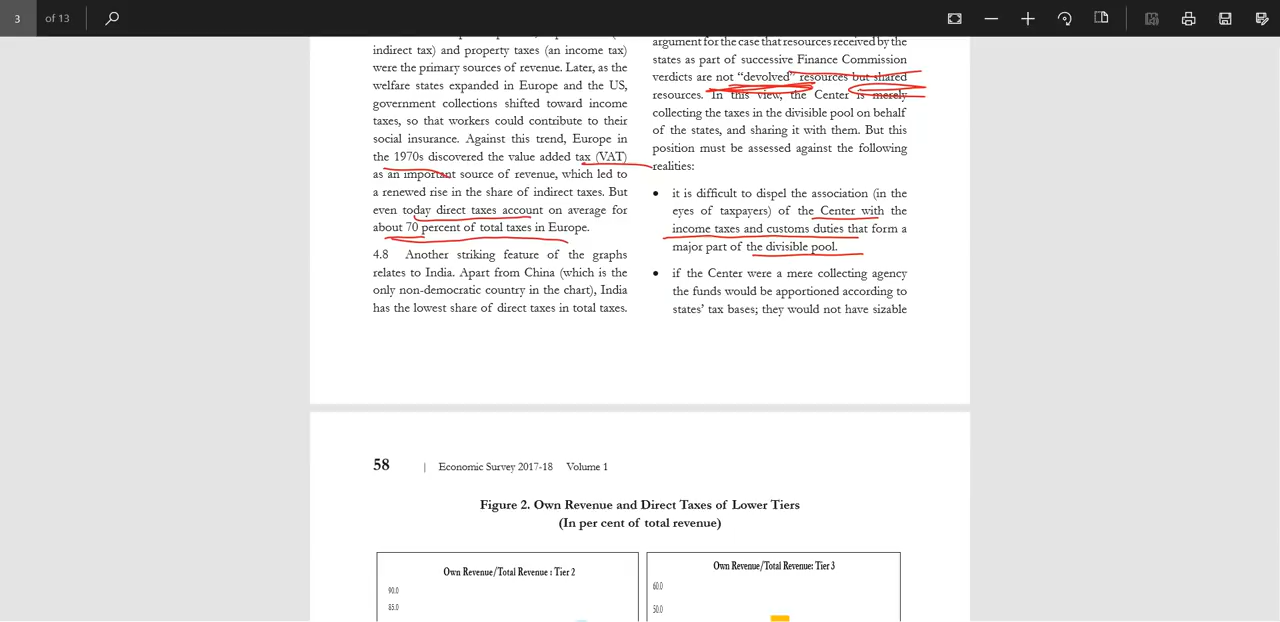 3 of 13
indirect tax) and property taxes (an income tax)
were the primary sources of revenue. Later, as the
welfare states expanded in Europe and the US,
government collections shifted toward income
taxes, so that workers could contribute to their
social insurance. Against this trend, Europe in
the 1970s discovered the value added tax (VAT)
as an important source of revenue, which led to
a renewed rise in the share of indirect taxes. But
even today direct taxes account on average for
about 70 percent of total taxes in Europe.
4.8 Another striking feature of the graphs
relates to India. Apart from China (which is the
only non-democratic country in the chart), India
has the lowest share of direct taxes in total taxes.
argument for the case that resources received by the
states as part of successive Finance Commission
verdicts are not “devolved” resources but shared
resources. In this view, the Center is merely
collecting the taxes in the divisible pool on behalf
of the states, and sharing it with them. But this
position must be assessed against the following
realities:
• it is difficult to dispel the association (in the
eyes of taxpayers) of the Center with the
income taxes and customs duties that form a
major part of the divisible pool.
• if the Center were a mere collecting agency
the funds would be apportioned according to
states’ tax bases; they would not have sizable
58 | Economic Survey 2017-18 Volume 1
Figure 2. Own Revenue and Direct Taxes of Lower Tiers
(In per cent of total revenue)
Own Revenue/Total Revenue : Tier 2
90.0
85.0
Own Revenue/Total Revenue: Tier 3
60.0
50.0